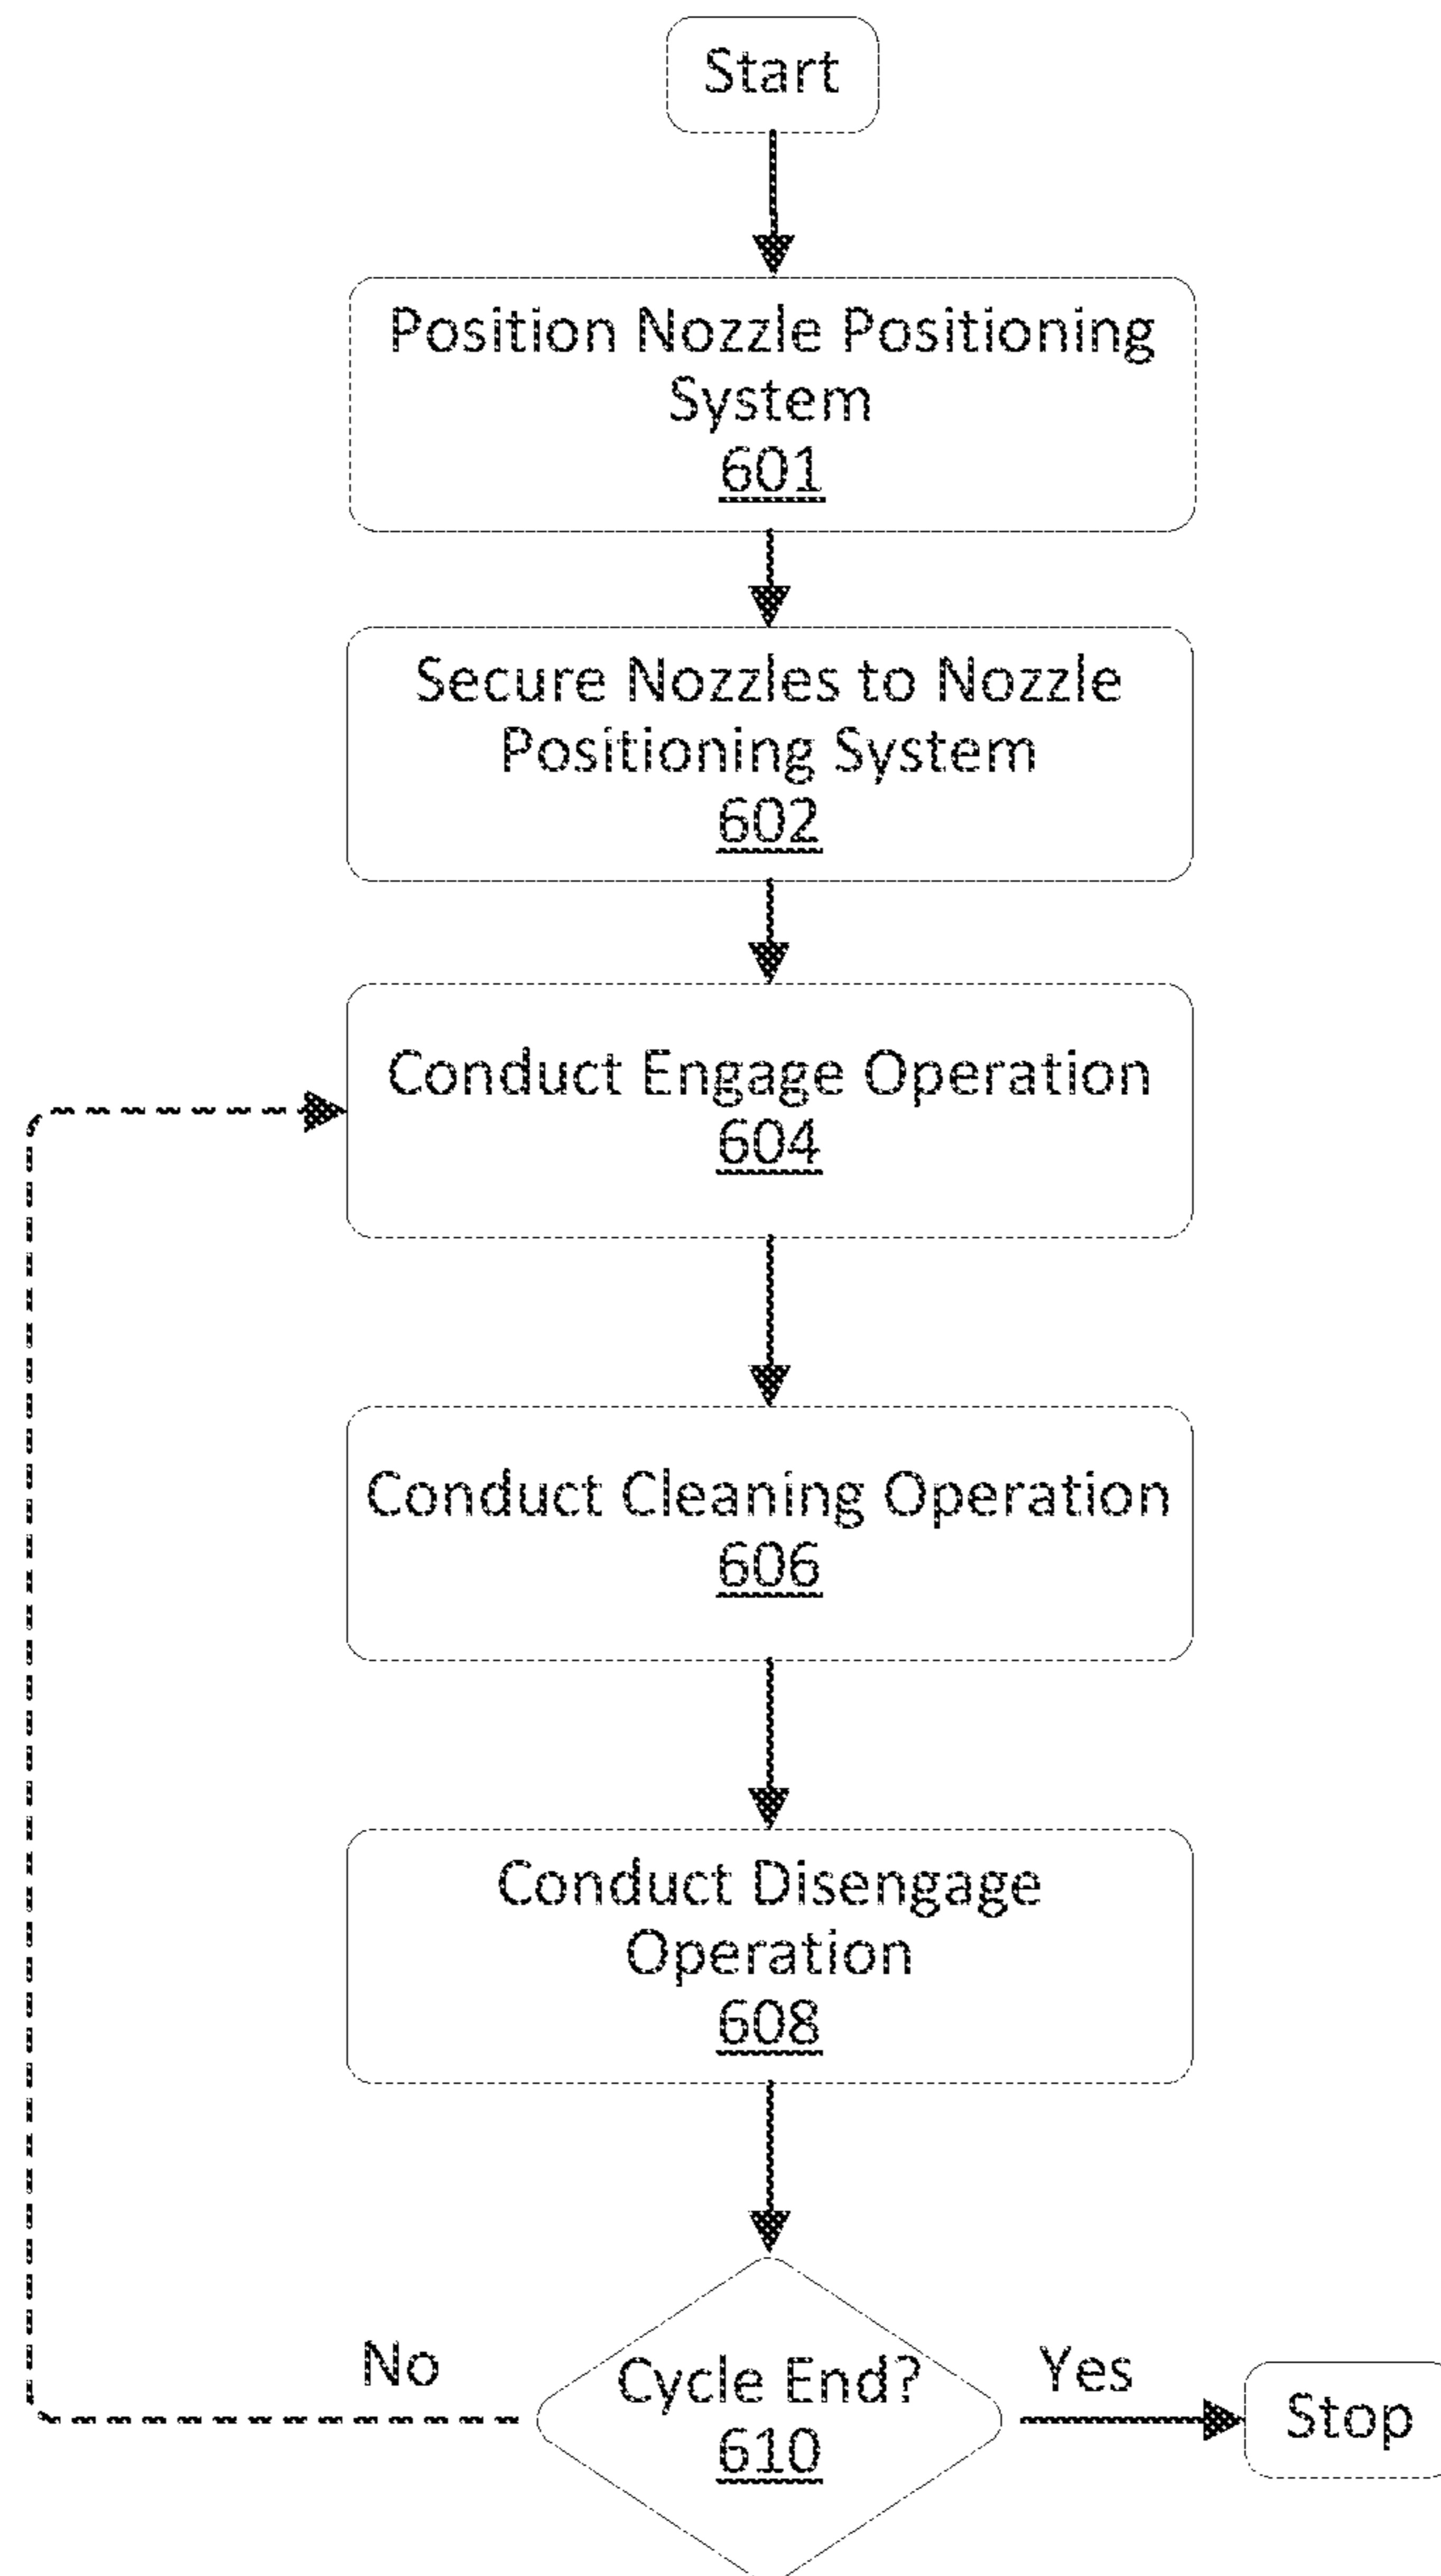 Start
Position Nozzle Positioning
System
601
Secure Nozzles to Nozzle
Positioning System
602
Conduct Engage Operation
604
Conduct Cleaning Operation
606
Conduct Disengage
Operation
608
No
Cycle End?
610
Yes
Stop